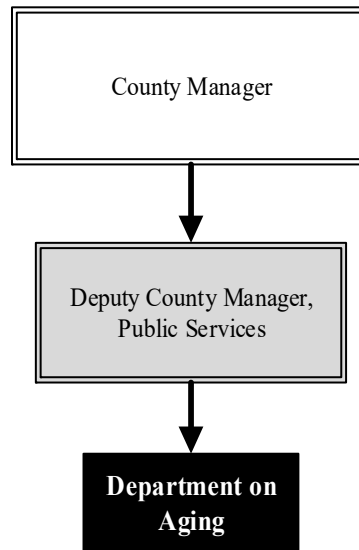 County Manager
Deputy County Manager,
Public Services
Department on
Aging